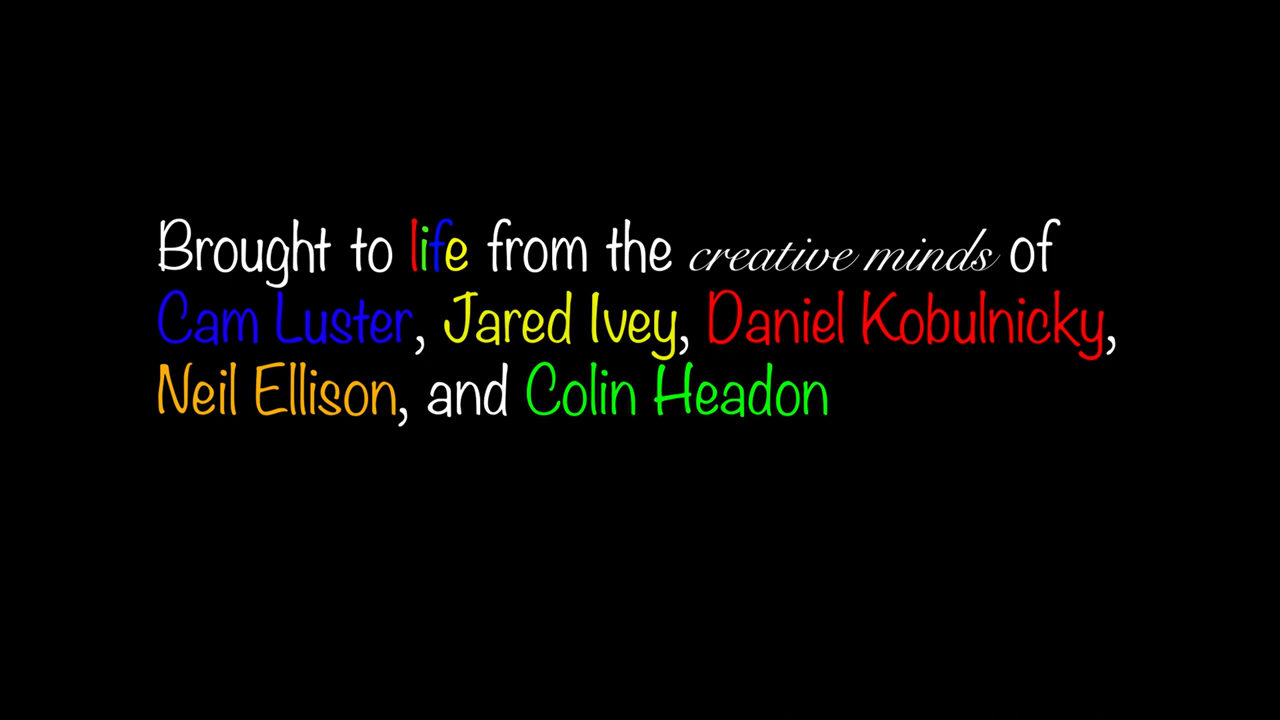 Brought to life from the creative minds of
Cam Luster, Jared Ivey, Daniel Kobulnicky,
Neil Ellison, and Colin Headon